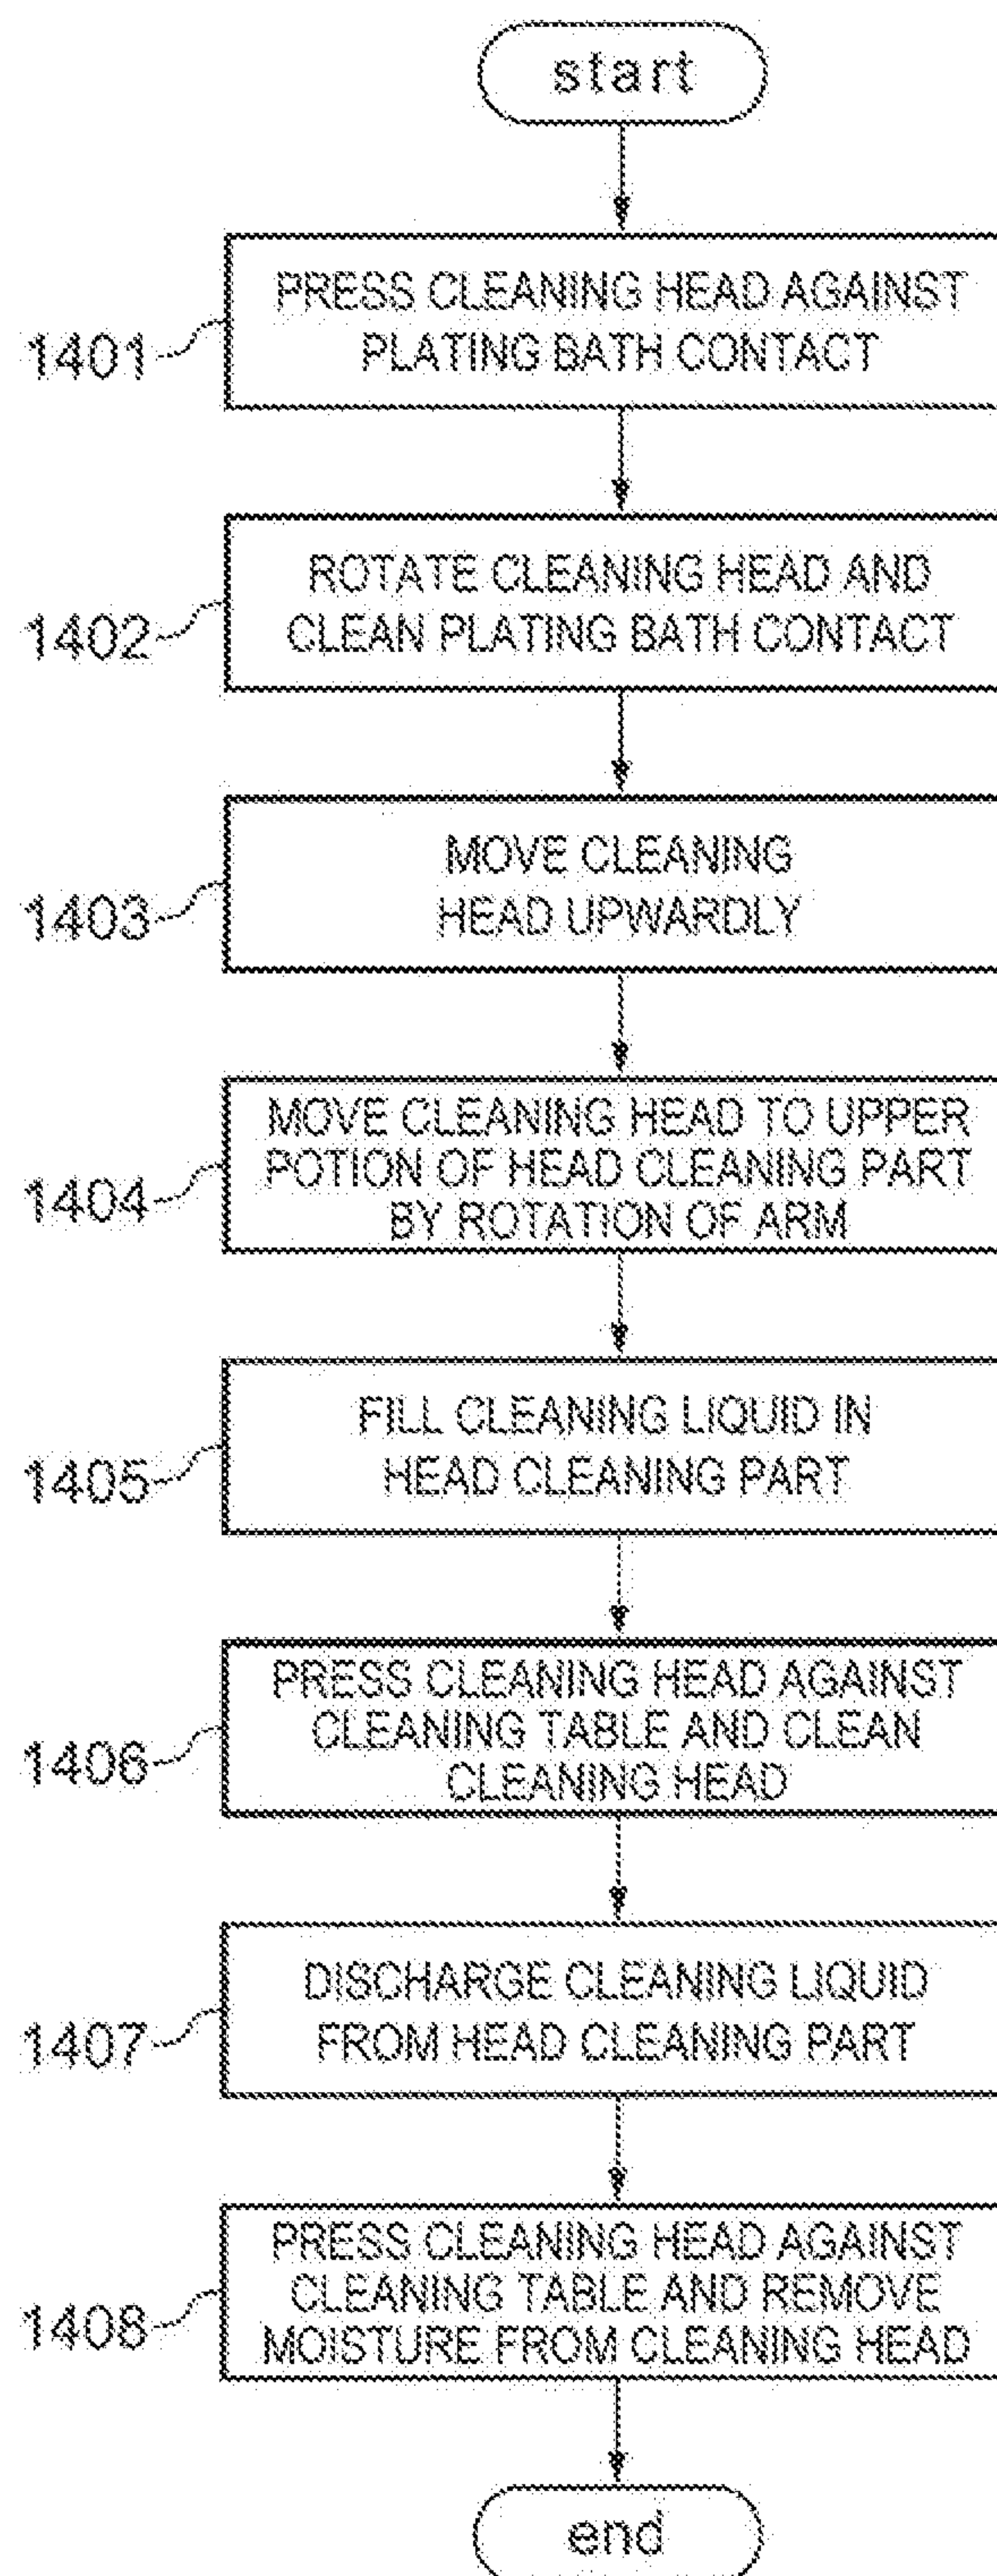 start
1401
PRESS CLEANING HEAD AGAINST
PLATING BATH CONTACT
1402
ROTATE CLEANING HEAD AND
CLEAN PLATING BATH CONTACT
1403
MOVE CLEANING
HEAD UPWARDLY
1404
MOVE CLEANING HEAD TO UPPER
POTION OF HEAD CLEANING PART
BY ROTATION OF ARM
1405
FILL CLEANING LIQUID IN
HEAD CLEANING PART
1406
PRESS CLEANING HEAD AGAINST
CLEANING TABLE AND CLEAN
CLEANING HEAD
1407
DISCHARGE CLEANING LIQUID
FROM HEAD CLEANING PART
1408
PRESS CLEANING HEAD AGAINST
CLEANING TABLE AND REMOVE
MOISTURE FROM CLEANING HEAD
end